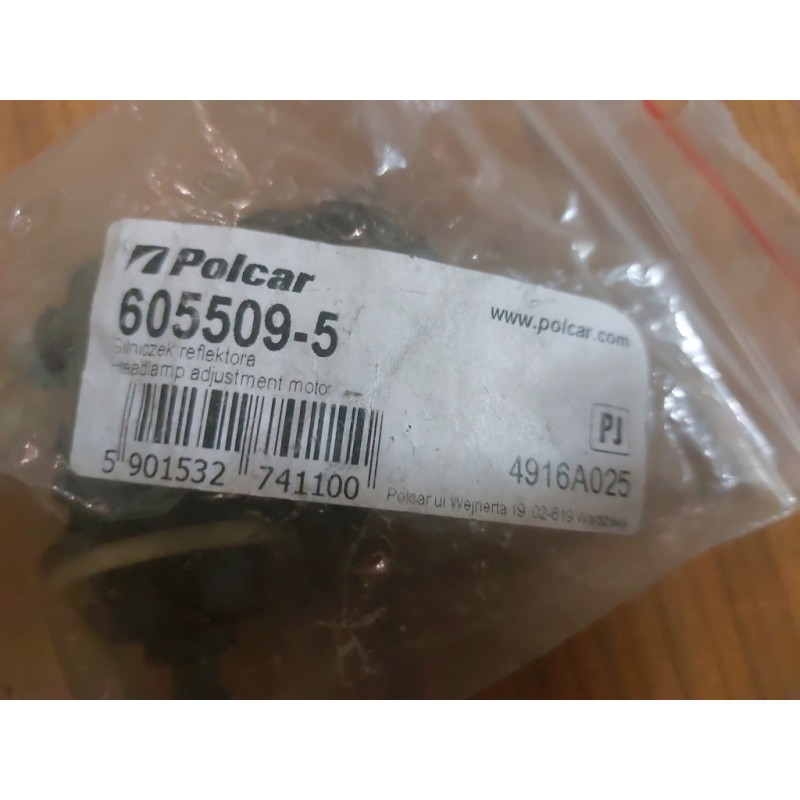 Polcar
605509-5
www.polcar.com
Silniczek reflektora
Headlamp adjustment motor
PJ
5 901532 741100
4916A025
Polcar ul Wejnerta 19 02-619 Warszawa